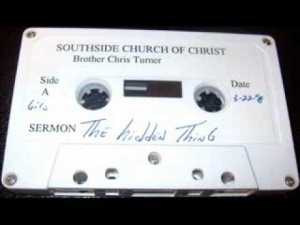 SOUTHSIDE CHURCH OF CHRIST
Brother Chris Turner
Side
A
Date
SERMON The hidden Thing